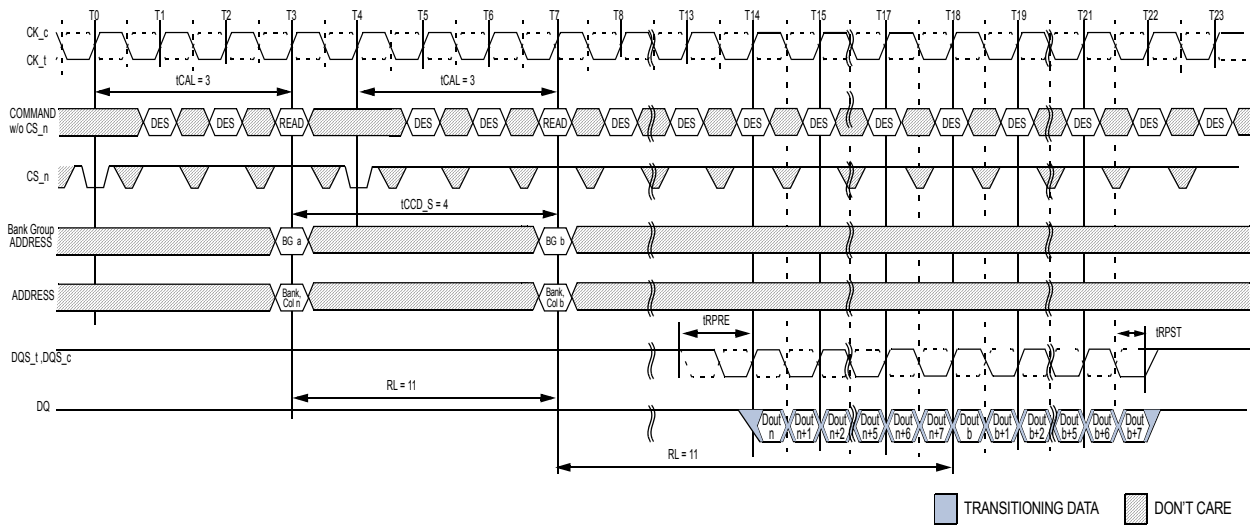 T0 T1 T2 T3 T4 T5 T6 T7 T8 T13 T14 T15 T17 T18 T19 T21 T22 T23
CK_c
CK_t
tCAL = 3 tCAL = 3
COMMAND
w/o CS_n
DES DES READ DES DES READ DES DES DES DES DES DES DES DES DES DES
CS_n
tCCD_S = 4
Bank Group
ADDRESS
BG a BG b
ADDRESS
Bank, Bank,
Col n Col b
tRPRE tRPST
DQS_t ,DQS_c
RL = 11
DQ
Dout Dout Dout Dout Dout Dout Dout Dout Dout Dout Dout Dout
n n+1 n+2 n+5 n+6 n+7 b b+1 b+2 b+5 b+6 b+7
RL = 11
TRANSITIONING DATA DON'T CARE